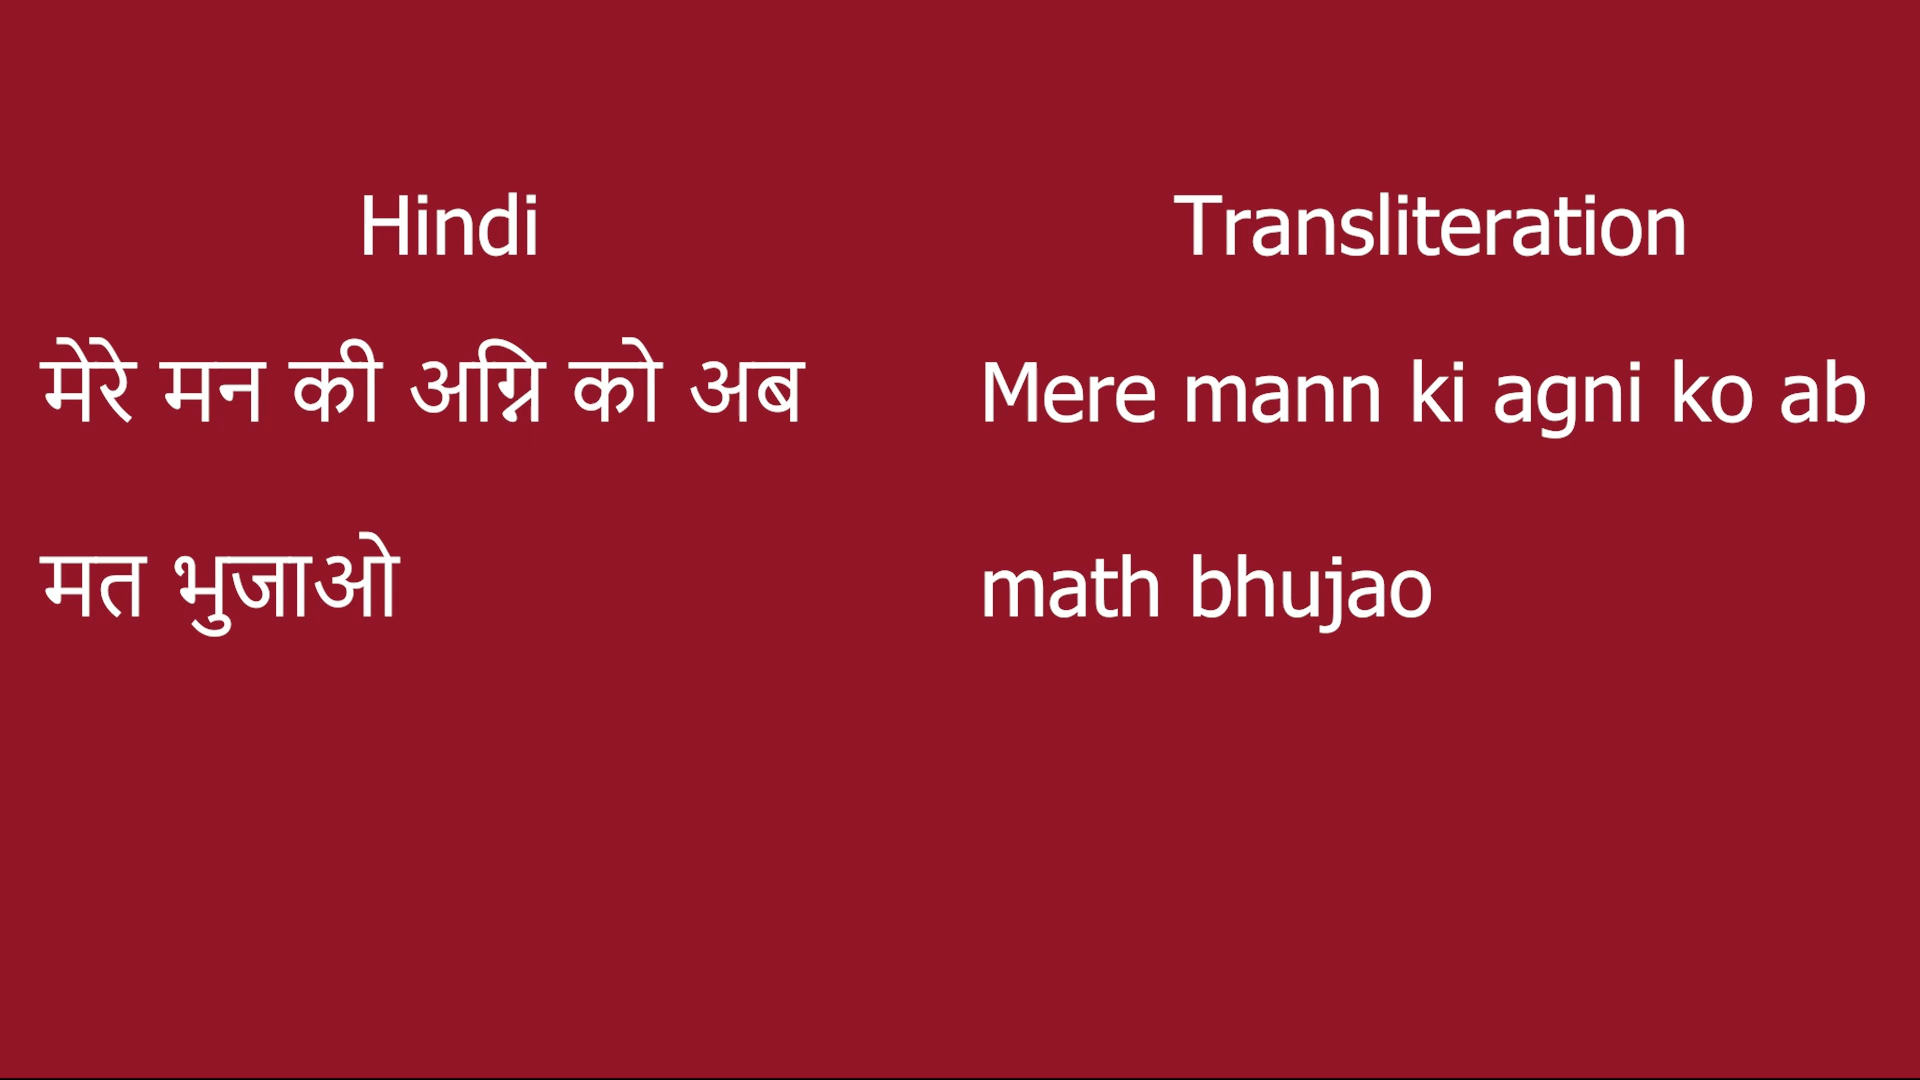 Hindi Transliteration
मेरे मन की अग्नि को अब Mere mann ki agni ko ab
मत भुजाओ math bhujao